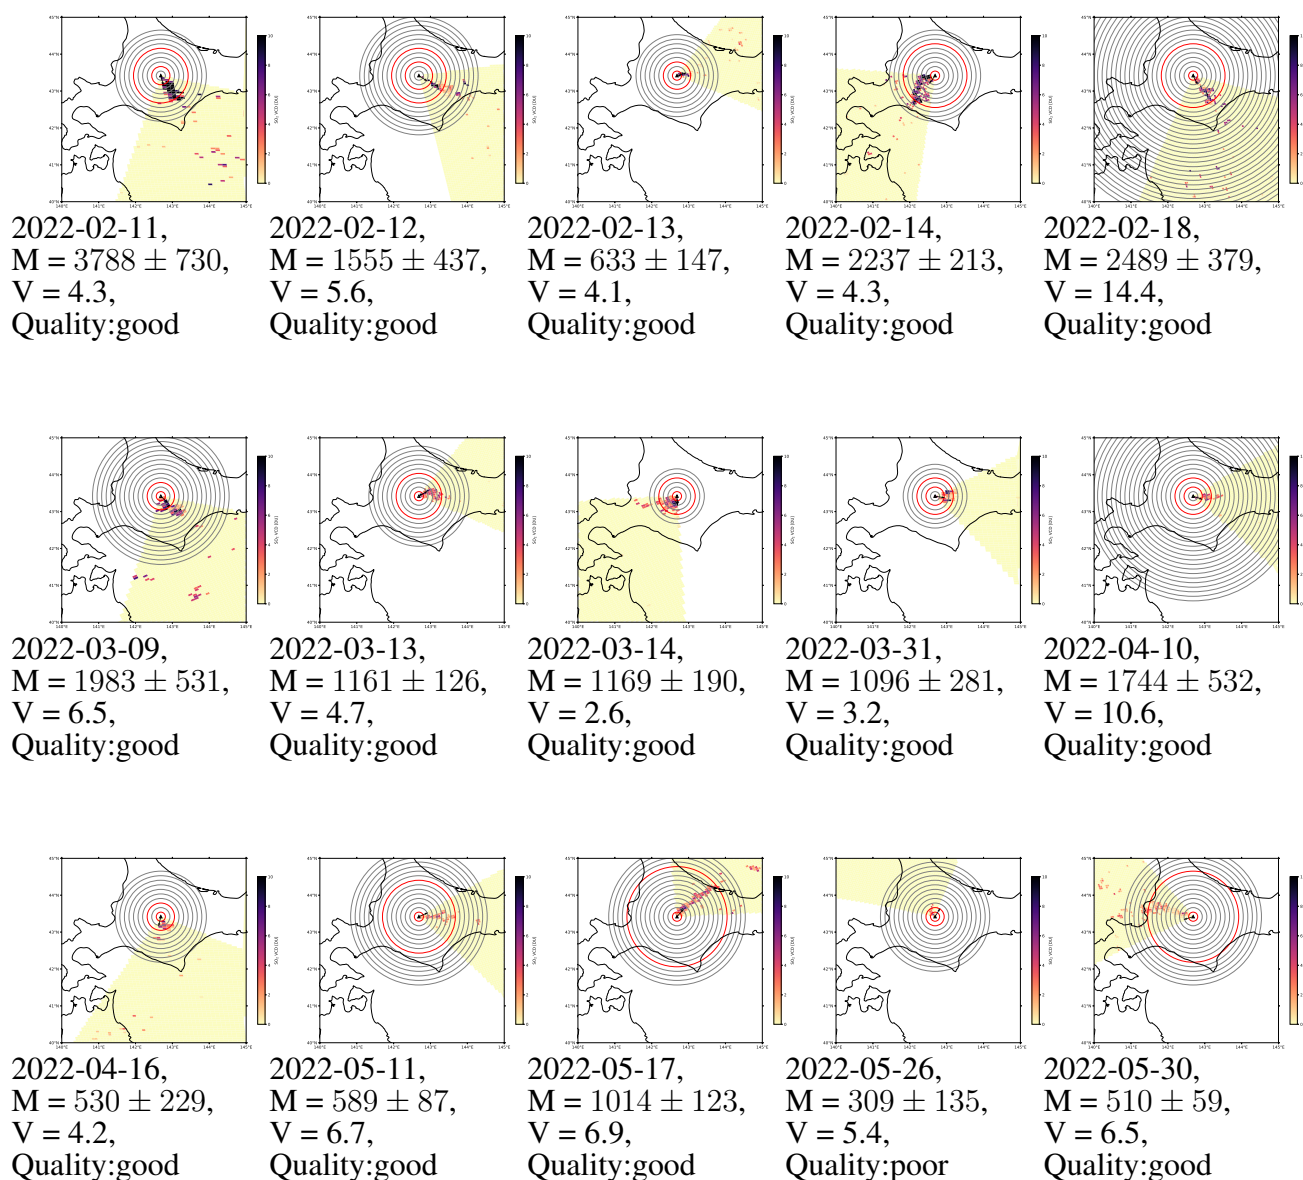 2022-02-11,
M = 3788 ± 730,
V = 4.3,
Quality:good
2022-02-12,
M = 1555 ± 437,
V = 5.6,
Quality:good
2022-02-13,
M = 633 ± 147,
V = 4.1,
Quality:good
2022-02-14,
M = 2237 ± 213,
V = 4.3,
Quality:good
2022-02-18,
M = 2489 ± 379,
V = 14.4,
Quality:good
2022-03-09,
M = 1983 ± 531,
V = 6.5,
Quality:good
2022-03-13,
M = 1161 ± 126,
V = 4.7,
Quality:good
2022-03-14,
M = 1169 ± 190,
V = 2.6,
Quality:good
2022-03-31,
M = 1096 ± 281,
V = 3.2,
Quality:good
2022-04-10,
M = 1744 ± 532,
V = 10.6,
Quality:good
2022-04-16,
M = 530 ± 229,
V = 4.2,
Quality:good
2022-05-11,
M = 589 ± 87,
V = 6.7,
Quality:good
2022-05-17,
M = 1014 ± 123,
V = 6.9,
Quality:good
2022-05-26,
M = 309 ± 135,
V = 5.4,
Quality:poor
2022-05-30,
M = 510 ± 59,
V = 6.5,
Quality:good